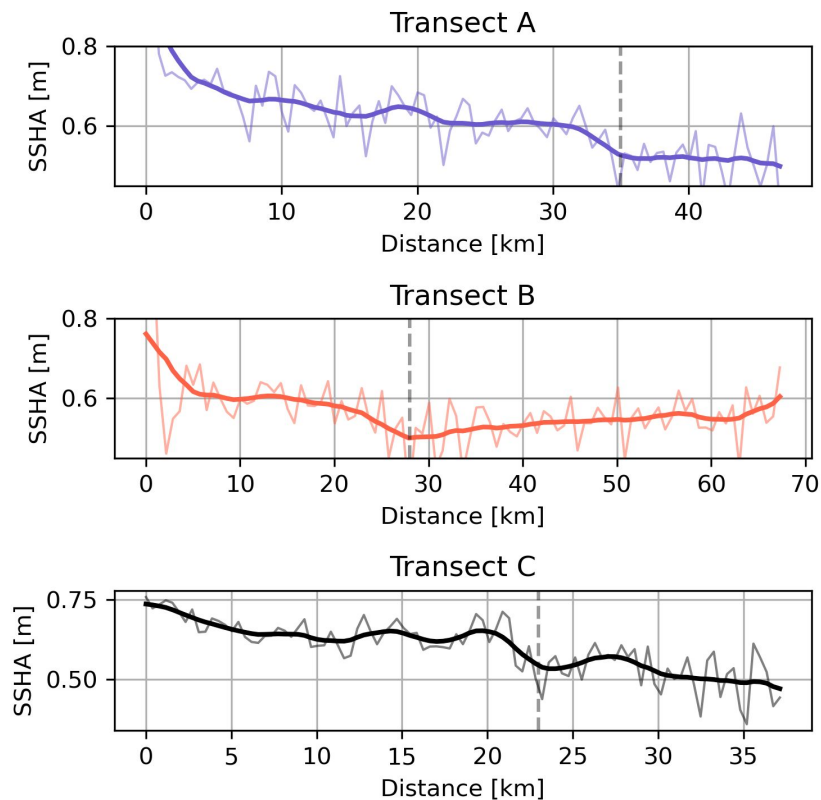 Transect A
0.8
0.6
SSHA [m]
0 10 20 30 40
Distance [km]
Transect B
0.8
0.6
SSHA [m]
0 10 20 30 40 50 60 70
Distance [km]
Transect C
0.75
0.50
SSHA [m]
0 5 10 15 20 25 30 35
Distance [km]